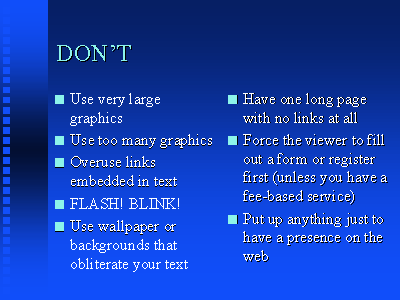 DON'T
Use very large
graphics
Use too many graphics
Overuse links
embedded in text
FLASH! BLINK!
Use wallpaper or
backgrounds that
obliterate your text
Have one long page
with no links at all
Force the viewer to fill
out a form or register
first (unless you have a
fee-based service)
Put up anything just to
have a presence on the
web